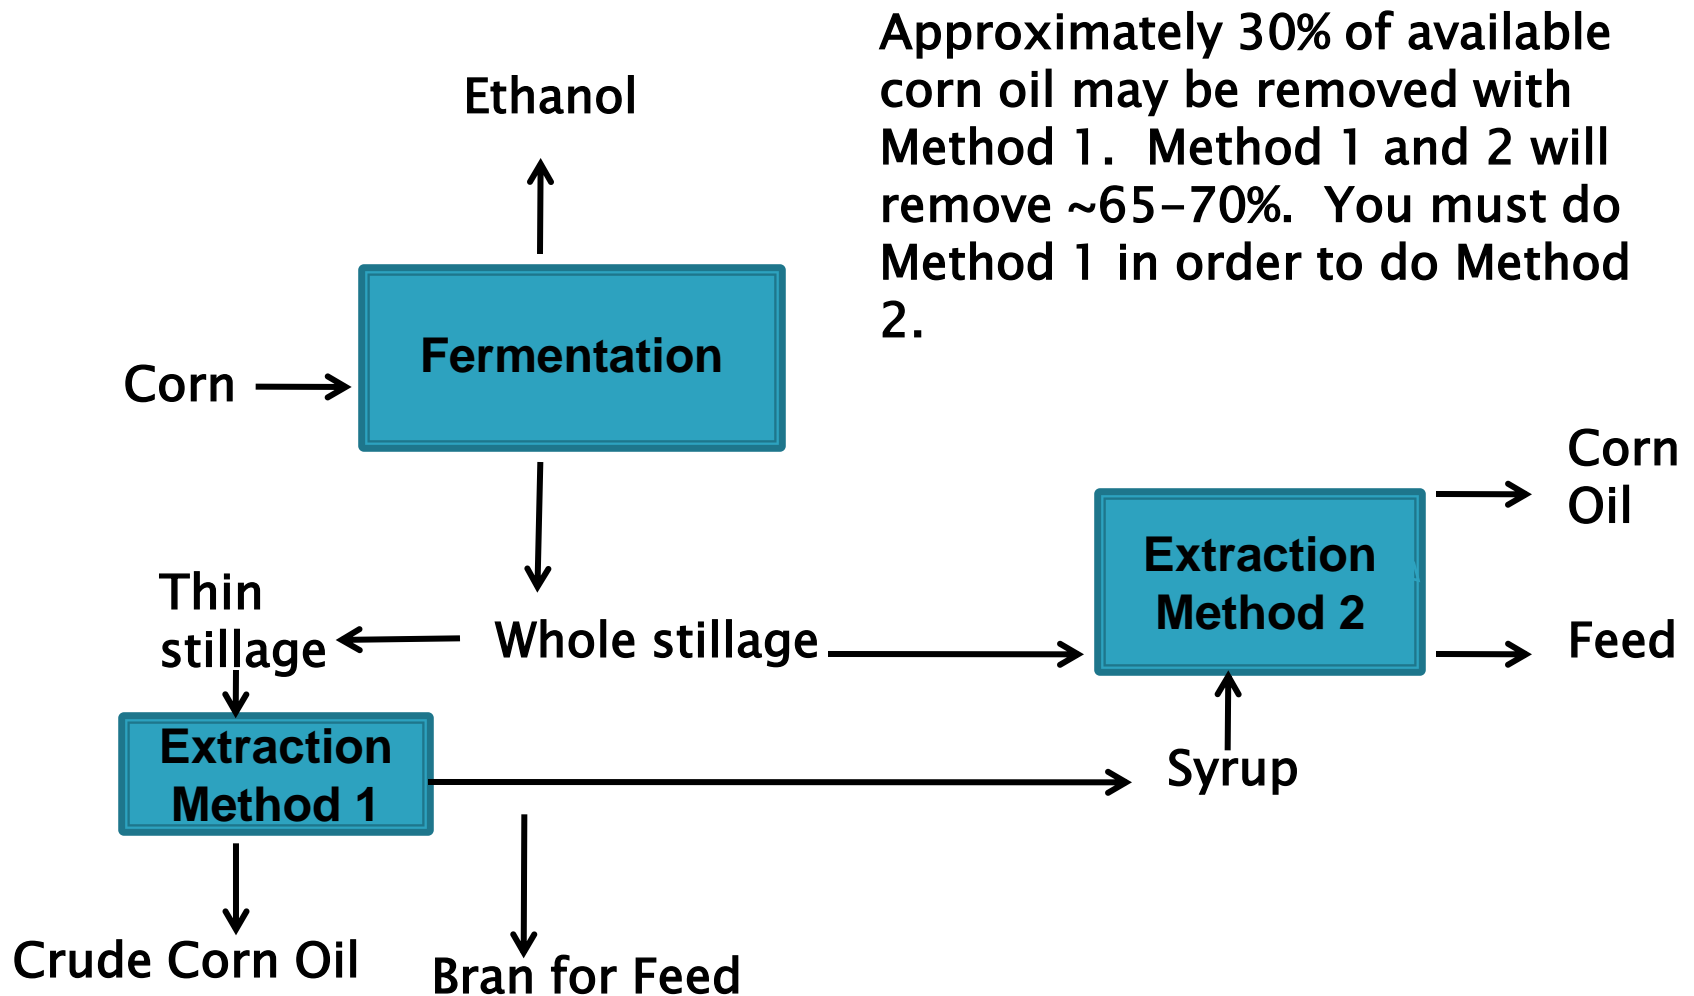 Approximately 30% of available
corn oil may be removed with
Method 1.  Method 1 and 2 will
remove ~65-70%.  You must do
Method 1 in order to do Method
2.
Ethanol
Fermentation
Corn
Corn
Oil
Extraction
Method 2
Thin
stillage
Whole stillage
Feed
Extraction
Method 1
Syrup
Crude Corn Oil
Bran for Feed